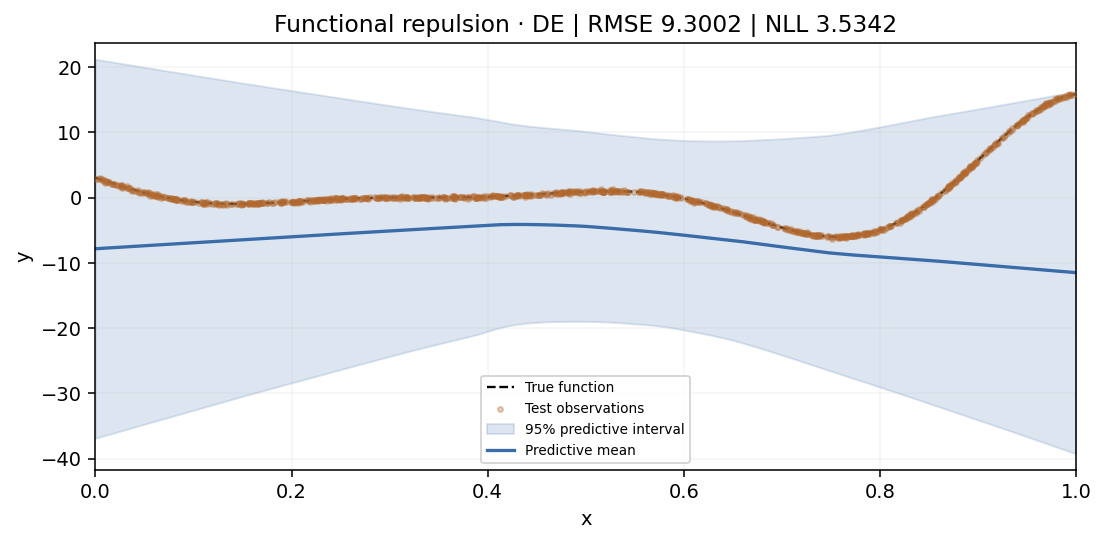 Functional repulsion · DE | RMSE 9.3002 | NLL 3.5342
20
10
0
−10
−20
−30
−40
y
True function
Test observations
95% predictive interval
Predictive mean
0.0 0.2 0.4 0.6 0.8 1.0
x